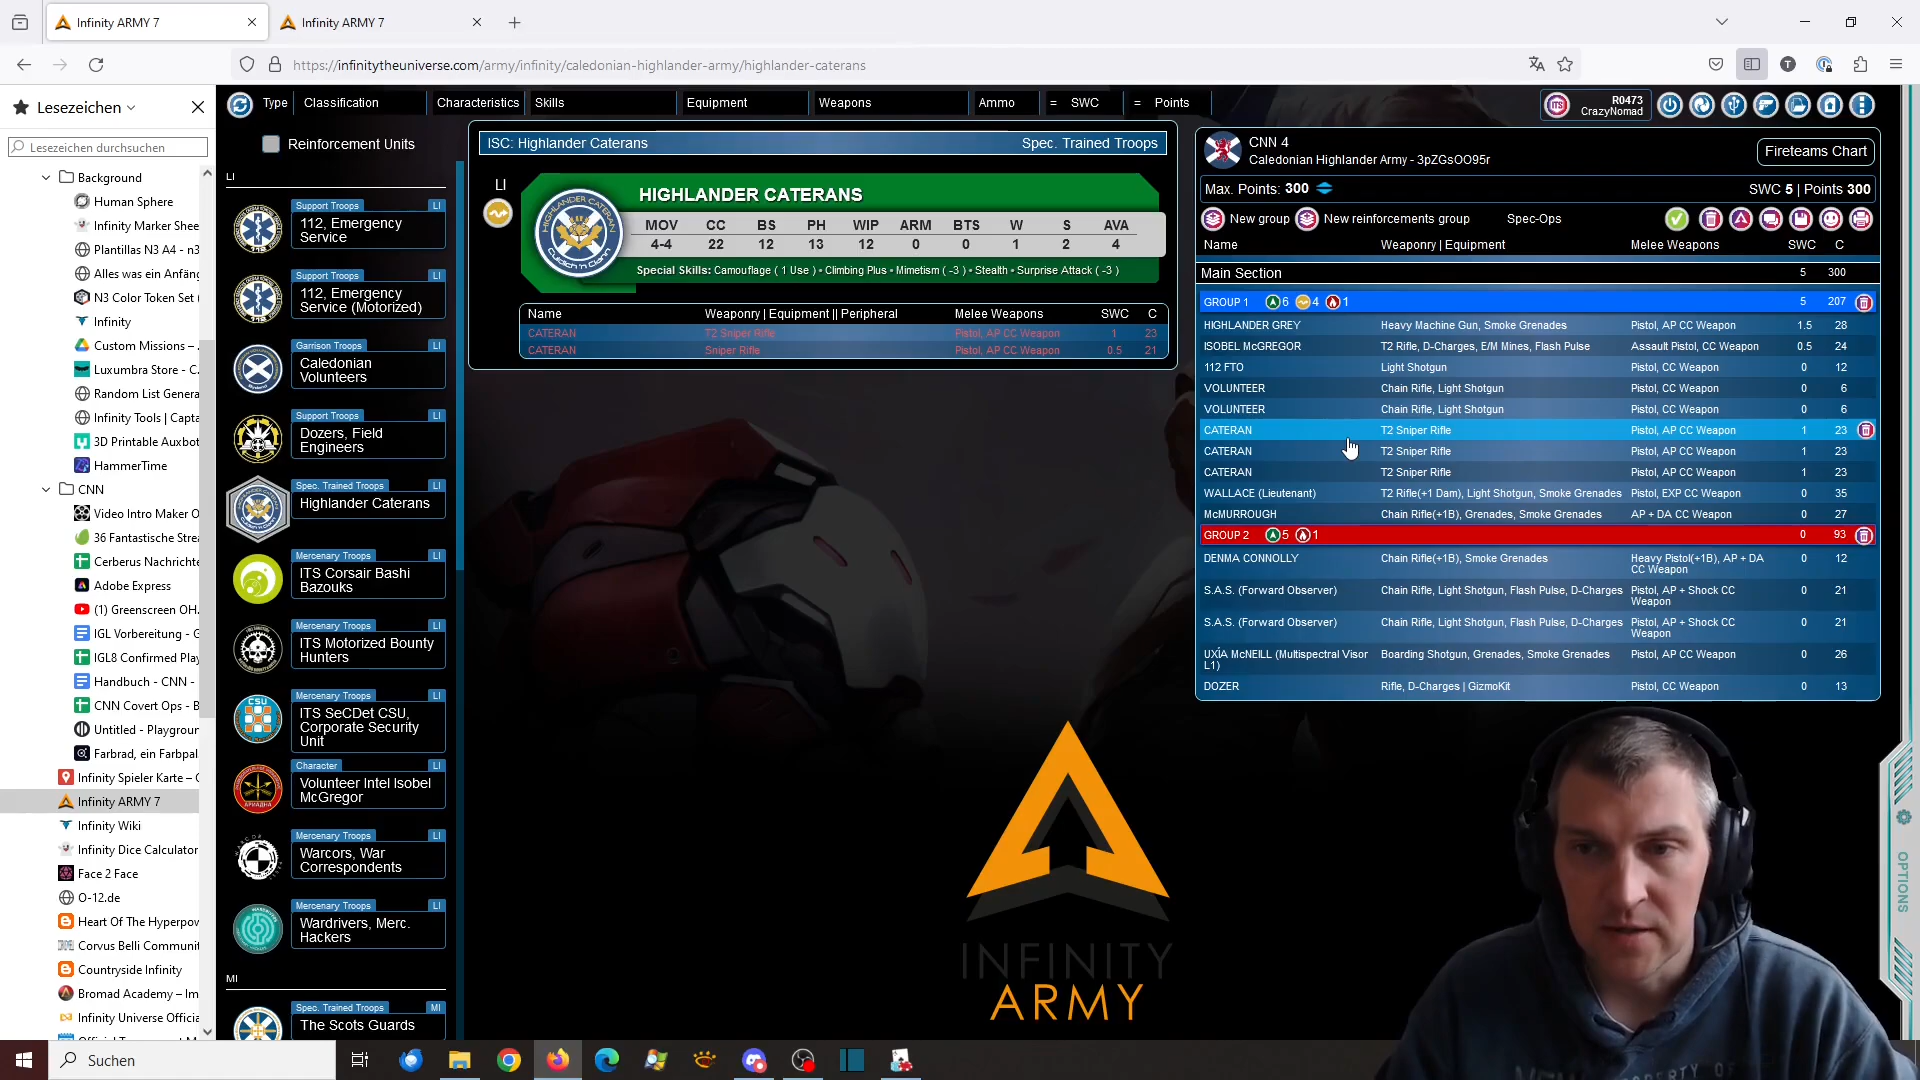 Infinity ARMY 7
Infinity ARMY 7
https://infinitytheuniverse.com/army/infinity/caledonian-highlander-army/highlander-caterans
Lesezeichen
Lesezeichen durchsuchen
Background
Human Sphere
Infinity Marker Shee
Plantillas N3 A4 - n3
Alles was ein Anfäng
N3 Color Token Set (
Infinity
Custom Missions – .
Luxumbra Store - C.
Random List Genera
Infinity Tools | Capta
3D Printable Auxbot
HammerTime
CNN
Video Intro Maker O
36 Fantastische Strea
Cerberus Nachrichte
Adobe Express
(1) Greenscreen OH.
IGL Vorbereitung - G
IGL8 Confirmed Play
Handbuch - CNN -
CNN Covert Ops - B
Untitled - Playgroun
Farbrad, ein Farbpal
Infinity Spieler Karte – G
Infinity ARMY 7
Infinity Wiki
Infinity Dice Calculator
Face 2 Face
O-12.de
Heart Of The Hyperpow
Corvus Belli Communit
Countryside Infinity
Bromad Academy – Im
Infinity Universe Officia
Type
Classification
Characteristics
Skills
Equipment
Weapons
Ammo
= SWC
= Points
R0473
CrazyNomad
Reinforcement Units
LI
Support Troops LI
112, Emergency
Service
Support Troops LI
112, Emergency
Service (Motorized)
Garrison Troops LI
Caledonian
Volunteers
Support Troops LI
Dozers, Field
Engineers
Spec. Trained Troops LI
Highlander Caterans
Mercenary Troops LI
ITS Corsair Bashi
Bazouks
Mercenary Troops LI
ITS Motorized Bounty
Hunters
Mercenary Troops LI
ITS SeCDet CSU,
Corporate Security
Unit
Character LI
Volunteer Intel Isobel
McGregor
Mercenary Troops LI
Warcors, War
Correspondents
Mercenary Troops LI
Wardrivers, Merc.
Hackers
MI
Spec. Trained Troops MI
The Scots Guards
ISC: Highlander Caterans Spec. Trained Troops
LI
HIGHLANDER CATERANS
MOV CC BS PH WIP ARM BTS W S AVA
4-4 22 12 13 12 0 0 1 2 4
Special Skills: Camouflage ( 1 Use ) • Climbing Plus • Mimetism ( -3 ) • Stealth • Surprise Attack ( -3 )
Name Weaponry | Equipment || Peripheral Melee Weapons SWC C
CATERAN T2 Sniper Rifle Pistol, AP CC Weapon 1 23
CATERAN Sniper Rifle Pistol, AP CC Weapon 0.5 21
INFINITY
ARMY
CNN 4
Caledonian Highlander Army - 3pZGsOO95r
Fireteams Chart
Max. Points: 300 SWC 5 | Points 300
New group New reinforcements group Spec-Ops
Name Weaponry | Equipment Melee Weapons SWC C
Main Section 5 300
GROUP 1 6 4 1 5 207
HIGHLANDER GREY Heavy Machine Gun, Smoke Grenades Pistol, AP CC Weapon 1.5 28
ISOBEL McGREGOR T2 Rifle, D-Charges, E/M Mines, Flash Pulse Assault Pistol, CC Weapon 0.5 24
112 FTO Light Shotgun Pistol, CC Weapon 0 12
VOLUNTEER Chain Rifle, Light Shotgun Pistol, CC Weapon 0 6
VOLUNTEER Chain Rifle, Light Shotgun Pistol, CC Weapon 0 6
CATERAN T2 Sniper Rifle Pistol, AP CC Weapon 1 23
CATERAN T2 Sniper Rifle Pistol, AP CC Weapon 1 23
CATERAN T2 Sniper Rifle Pistol, AP CC Weapon 1 23
WALLACE (Lieutenant) T2 Rifle(+1 Dam), Light Shotgun, Smoke Grenades Pistol, EXP CC Weapon 0 35
McMURROUGH Chain Rifle(+1B), Grenades, Smoke Grenades AP + DA CC Weapon 0 27
GROUP 2 5 1 0 93
DENMA CONNOLLY Chain Rifle(+1B), Smoke Grenades Heavy Pistol(+1B), AP + DA 0 12
CC Weapon
S.A.S. (Forward Observer) Chain Rifle, Light Shotgun, Flash Pulse, D-Charges Pistol, AP + Shock CC 0 21
Weapon
S.A.S. (Forward Observer) Chain Rifle, Light Shotgun, Flash Pulse, D-Charges Pistol, AP + Shock CC 0 21
Weapon
UXÍA McNEILL (Multispectral Visor Boarding Shotgun, Grenades, Smoke Grenades Pistol, AP CC Weapon 0 26
L1)
DOZER Rifle, D-Charges | GizmoKit Pistol, CC Weapon 0 13
OPTIONS
Suchen